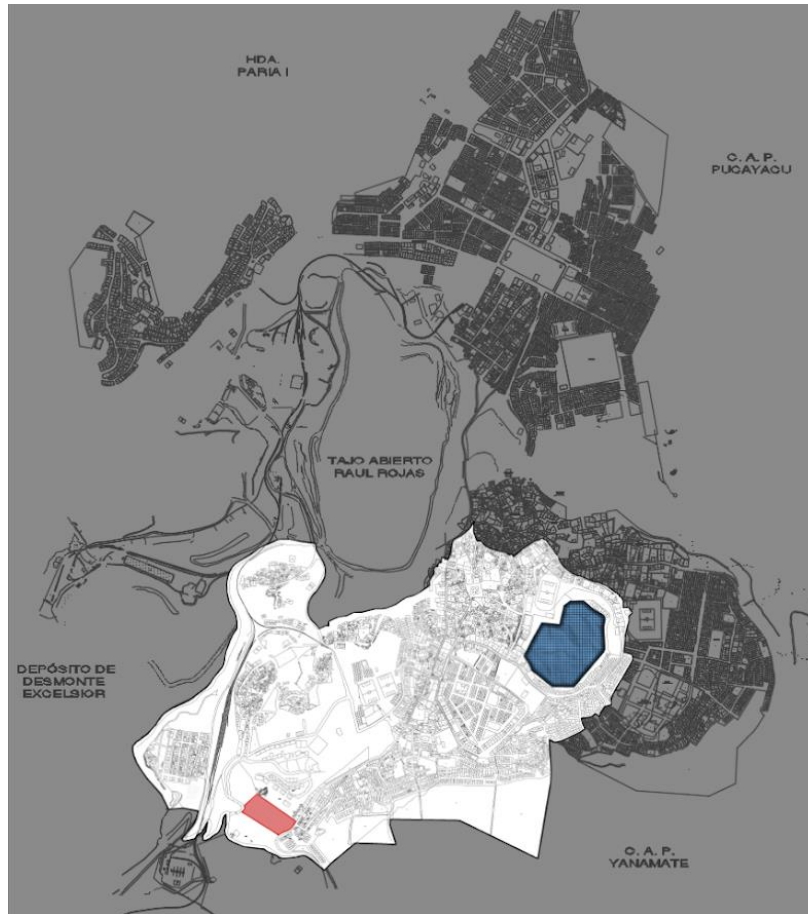 HDA.
PARIA I
C. A. P.
PUCAYACU
TAJO ABIERTO
RAUL ROJAS
DEPÓSITO DE
DESMONTE
EXCELSIOR
C. A. P.
YANAMATE